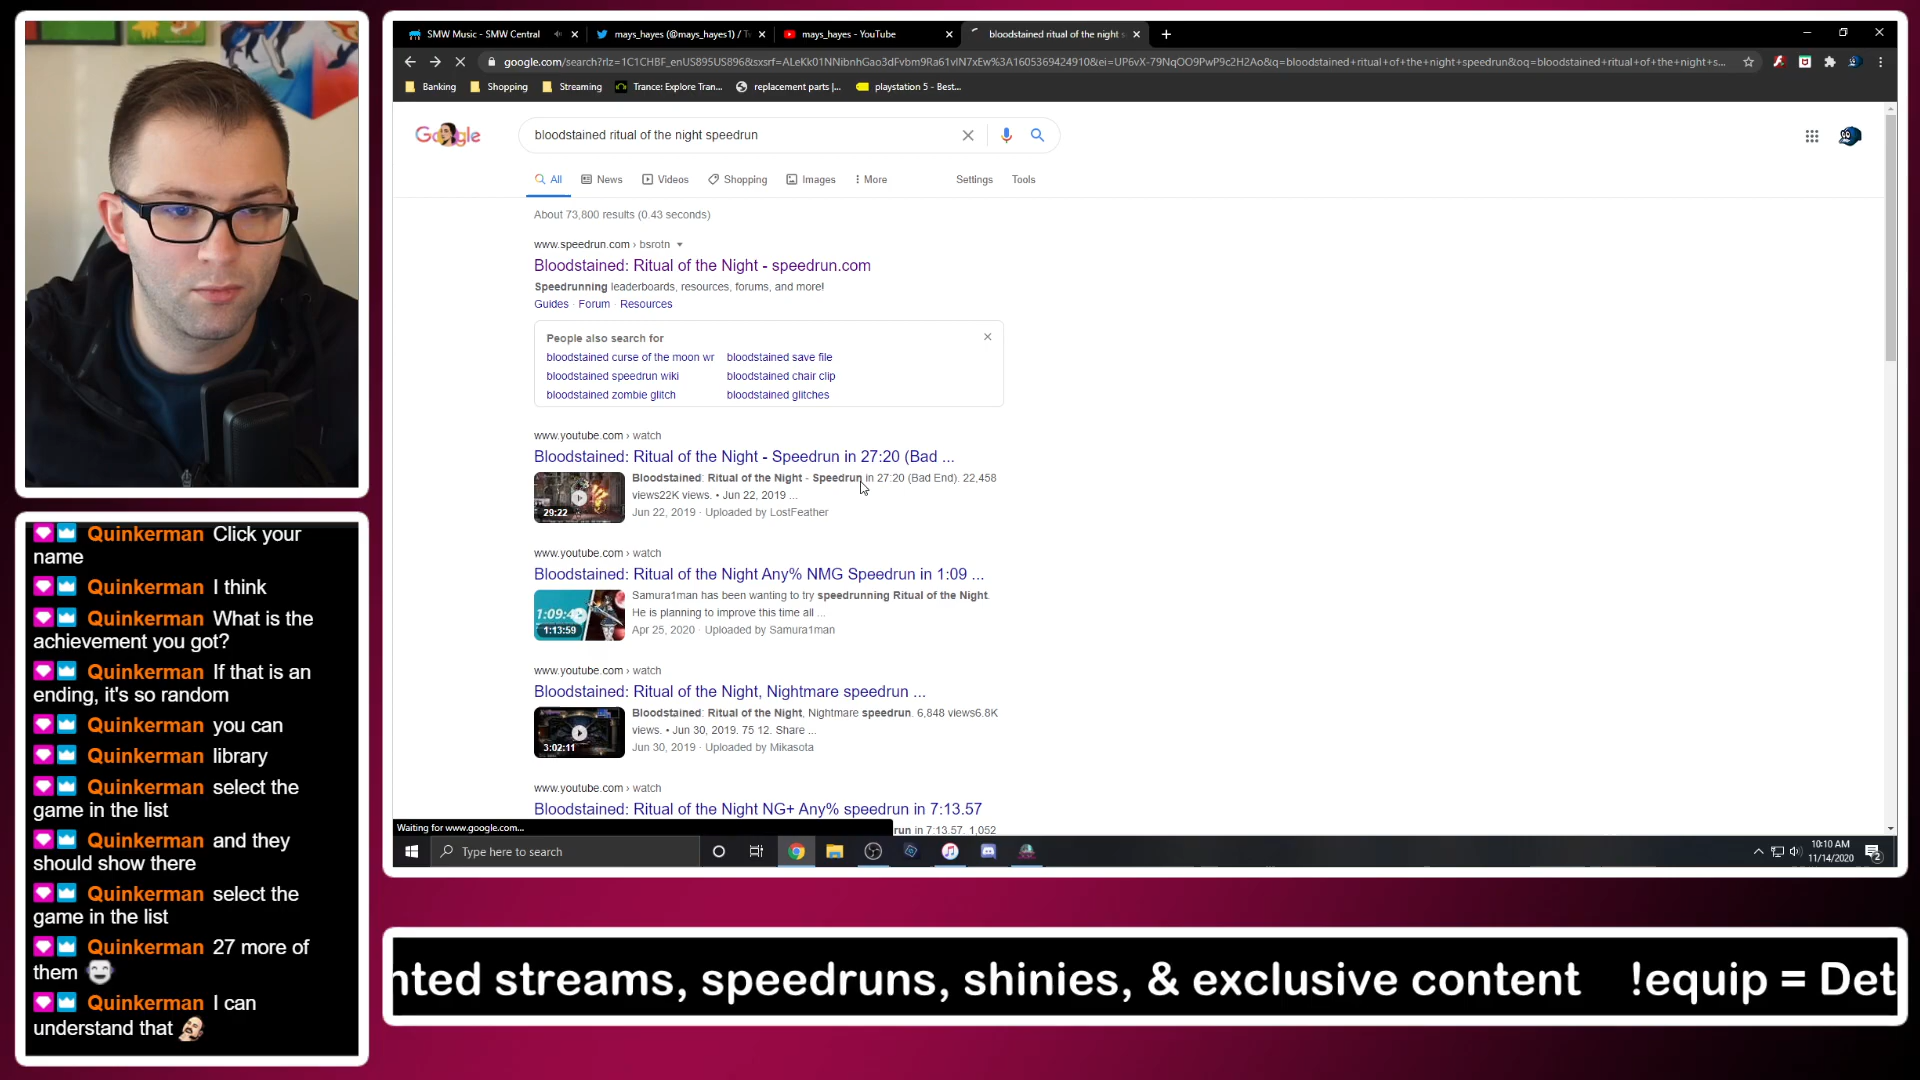 SMW Music - SMW Central
mays_hayes (@mays_hayes1) / Tw
mays_hayes - YouTube
bloodstained ritual of the night s
google.com/search?rlz=1C1CHBF_enUS895US896&sxsrf=ALeKk01NNibnhGao3dFvbm9Ra61vlN7xEw%3A1605369424910&ei=UP6vX-79NqOO9PwP9c2H2Ao&q=bloodstained+ritual+of+the+night+speedrun&oq=bloodstained+ritual+of+the+night+s...
Banking
Shopping
Streaming
Trance: Explore Tran...
replacement parts |...
playstation 5 - Best...
Google
bloodstained ritual of the night speedrun
All
News
Videos
Shopping
Images
More
Settings
Tools
About 73,800 results (0.43 seconds)
www.speedrun.com › bsrotn
Bloodstained: Ritual of the Night - speedrun.com
Speedrunning leaderboards, resources, forums, and more!
Guides · Forum · Resources
People also search for
bloodstained curse of the moon wr
bloodstained save file
bloodstained speedrun wiki
bloodstained chair clip
bloodstained zombie glitch
bloodstained glitches
www.youtube.com › watch
Bloodstained: Ritual of the Night - Speedrun in 27:20 (Bad ...
Bloodstained: Ritual of the Night - Speedrun in 27:20 (Bad End). 22,458
views22K views. • Jun 22, 2019 ...
29:22
Jun 22, 2019 · Uploaded by LostFeather
www.youtube.com › watch
Bloodstained: Ritual of the Night Any% NMG Speedrun in 1:09 ...
Samura1man has been wanting to try speedrunning Ritual of the Night.
He is planning to improve this time all ...
1:09:4
1:13:59
Apr 25, 2020 · Uploaded by Samura1man
www.youtube.com › watch
Bloodstained: Ritual of the Night, Nightmare speedrun ...
Bloodstained: Ritual of the Night, Nightmare speedrun. 6,848 views6.8K
views. • Jun 30, 2019. 75 12. Share ...
3:02:11
Jun 30, 2019 · Uploaded by Mikasota
www.youtube.com › watch
Bloodstained: Ritual of the Night NG+ Any% speedrun in 7:13.57
run in 7:13.57. 1,052
Waiting for www.google.com...
Type here to search
10:10 AM
11/14/2020
2
Quinkerman Click your
name
Quinkerman I think
Quinkerman What is the
achievement you got?
Quinkerman If that is an
ending, it's so random
Quinkerman you can
Quinkerman library
Quinkerman select the
game in the list
Quinkerman and they
should show there
Quinkerman select the
game in the list
Quinkerman 27 more of
them
Quinkerman I can
understand that
nted streams, speedruns, shinies, & exclusive content !equip = Det